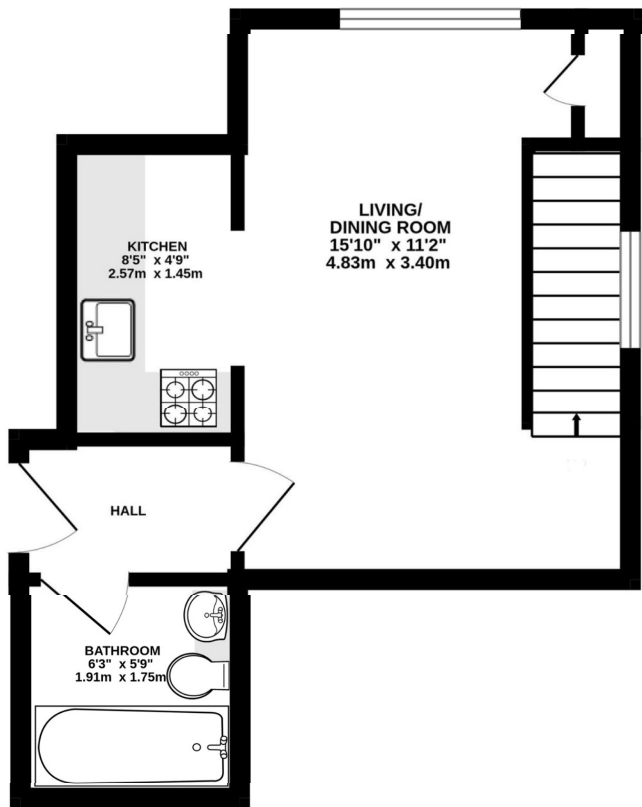 LIVING/
DINING ROOM
15'10" x 11'2"
4.83m x 3.40m
KITCHEN
8'5" x 4'9"
2.57m x 1.45m
HALL
BATHROOM
6'3" x 5'9"
1.91m x 1.75m